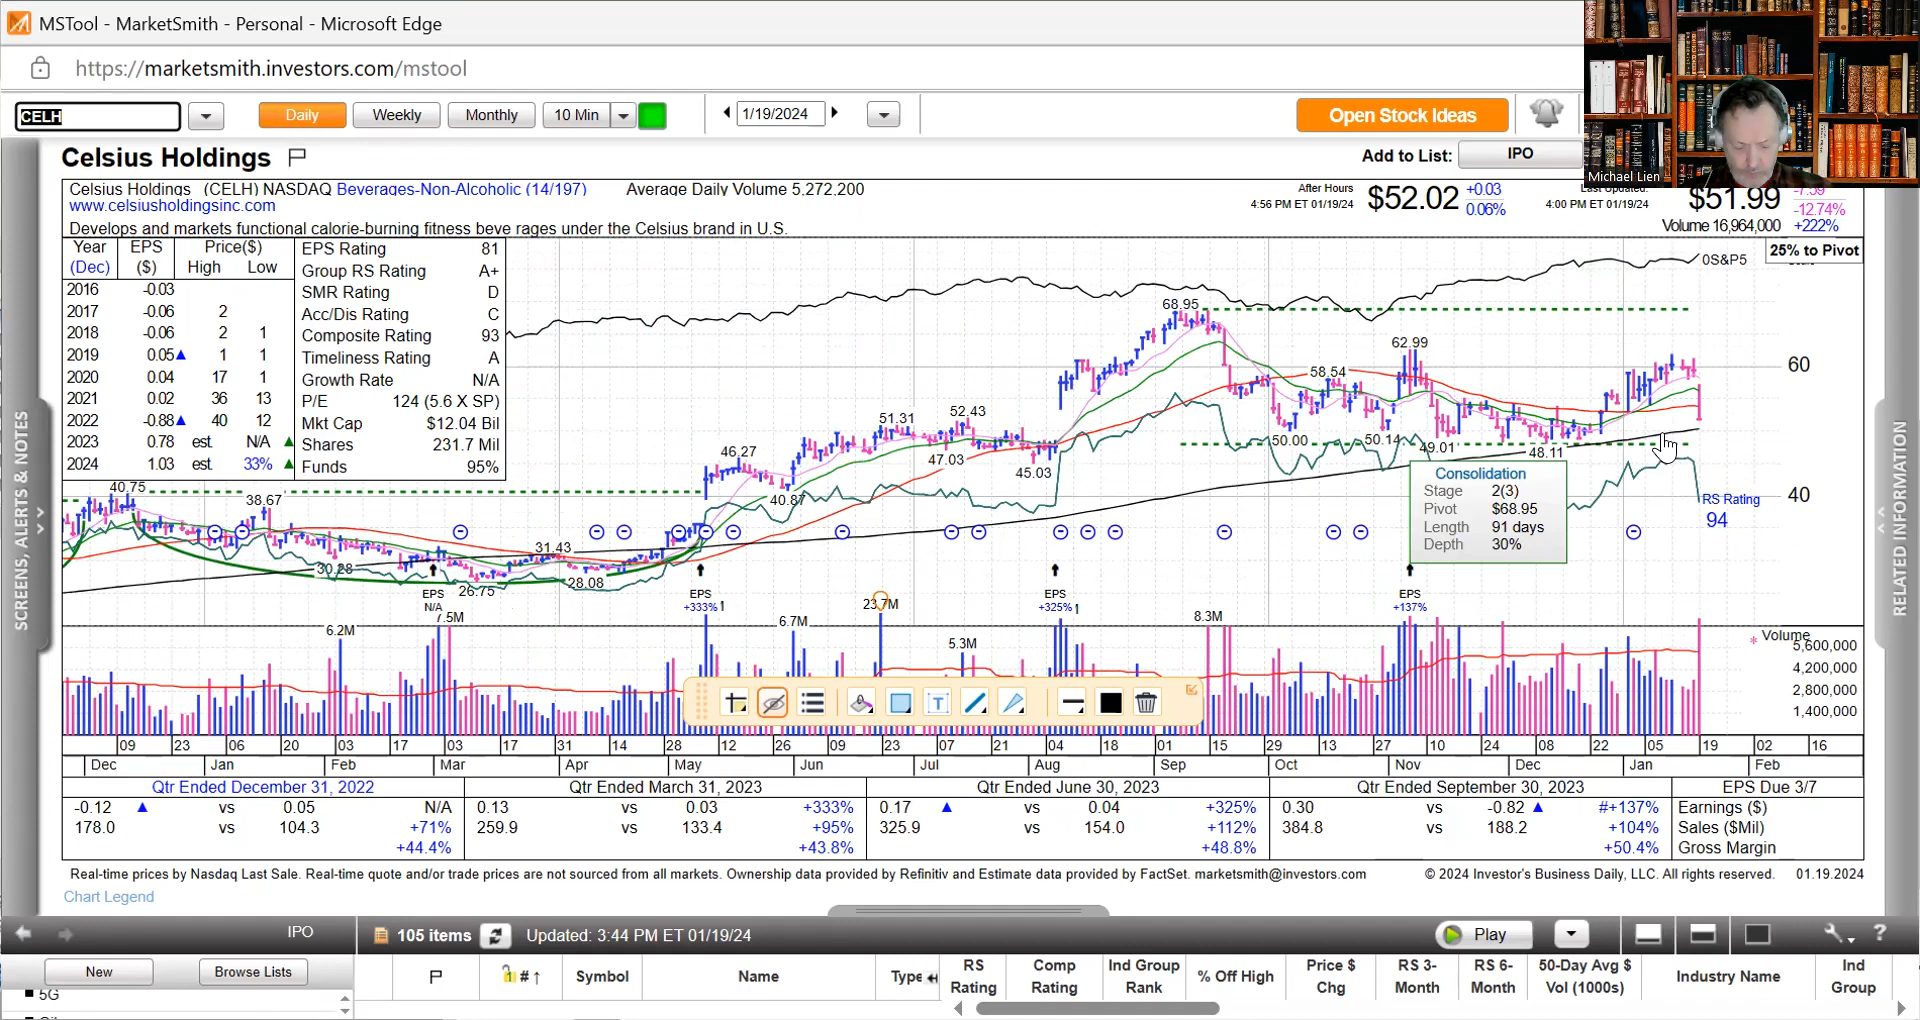 MSTool - MarketSmith - Personal - Microsoft Edge
https://marketsmith.investors.com/mstool
CELH
Daily
Weekly
Monthly
10 Min
1/19/2024
Open Stock Ideas
Michael Lien
Celsius Holdings
Add to List:
IPO
Celsius Holdings (CELH) NASDAQ Beverages-Non-Alcoholic (14/197) Average Daily Volume 5,272,200
www.celsiusholdingsinc.com
Develops and markets functional calorie-burning fitness beve rages under the Celsius brand in U.S.
After Hours
4:56 PM ET 01/19/24
$52.02
+0.03
0.06%
4:00 PM ET 01/19/24
$51.99
-12.74%
Volume 16,964,000 +222%
25% to Pivot
Year EPS Price($)
(Dec) ($) High Low
2016 -0.03
2017 -0.06 2
2018 -0.06 2 1
2019 0.05 1 1
2020 0.04 17 1
2021 0.02 36 13
2022 -0.88 40 12
2023 0.78 est. N/A
2024 1.03 est. 33%
EPS Rating 81
Group RS Rating A+
SMR Rating D
Acc/Dis Rating C
Composite Rating 93
Timeliness Rating A
Growth Rate N/A
P/E 124 (5.6 X SP)
Mkt Cap $12.04 Bil
Shares 231.7 Mil
Funds 95%
0S&P5
68.95
62.99
60
58.54
51.31
52.43
50.00
50.14
49.01
48.11
47.03
46.27
45.03
40.87
40.75
38.67
40
31.43
30.28
28.08
26.75
RS Rating
94
Consolidation
Stage 2(3)
Pivot $68.95
Length 91 days
Depth 30%
EPS
N/A
EPS
+333%
EPS
+325%
EPS
+137%
7.5M
6.2M
6.7M
23.7M
5.3M
8.3M
Volume
5,600,000
4,200,000
2,800,000
1,400,000
09 23 06 20 03 17 03 17 31 14 28 12 26 09 23 07 21 04 18 01 15 29 13 27 10 24 08 22 05 19 02 16
Dec Jan Feb Mar Apr May Jun Jul Aug Sep Oct Nov Dec Jan Feb
Qtr Ended December 31, 2022 Qtr Ended March 31, 2023 Qtr Ended June 30, 2023 Qtr Ended September 30, 2023 EPS Due 3/7
-0.12 vs 0.05 N/A 0.13 vs 0.03 +333% 0.17 vs 0.04 +325% 0.30 vs -0.82 #+137% Earnings ($)
178.0 vs 104.3 +71% 259.9 vs 133.4 +95% 325.9 vs 154.0 +112% 384.8 vs 188.2 +104% Sales ($Mil)
+44.4% +43.8% +48.8% +50.4% Gross Margin
Real-time prices by Nasdaq Last Sale. Real-time quote and/or trade prices are not sourced from all markets. Ownership data provided by Refinitiv and Estimate data provided by FactSet. marketsmith@investors.com © 2024 Investor's Business Daily, LLC. All rights reserved. 01.19.2024
Chart Legend
SCREENS, ALERTS & NOTES
RELATED INFORMATION
IPO
105 items
Updated: 3:44 PM ET 01/19/24
Play
New
Browse Lists
5G
# Symbol Name Type RS Rating Comp Rating Ind Group Rank % Off High Price $ Chg RS 3-Month RS 6-Month 50-Day Avg $ Vol (1000s) Industry Name Ind Group